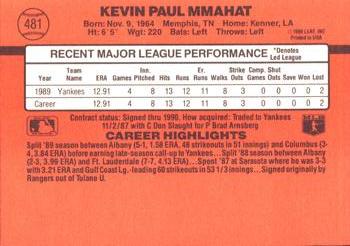 481
KEVIN PAUL MMAHAT
© 1989 LEAF, INC.
Printed in USA
Born: Nov. 9, 1964 Memphis, TN Home: Kenner, LA
Ht: 6'5" Wgt: 220 Bats: Left Throws: Left
RECENT MAJOR LEAGUE PERFORMANCE
*Denotes Led League
Year Team Name ERA Games Innings Pitched Hits Runs Er. Runs Walks Strike Outs Comp. Games Shut Outs Save Won Lost
1989 Yankees 12.91 4 8 13 12 11 8 3 0 0 0 0 2
Career 12.91 4 8 13 12 11 8 3 0 0 0 0 2
Contract status: Signed thru 1990. How acquired: Traded to Yankees
11/2/87 with C Don Slaught for P Brad Arnsberg
CAREER HIGHLIGHTS
Split '89 season between Albany (5-1, 1.58 ERA, 48 strikeouts in 51 innings) and Columbus (3-
4, 3.84 ERA) before earning late-season call-up to Yankees... Split '88 season between Albany
(2-3, 3.99 ERA) and Ft. Lauderdale (7-7, 4.13 ERA)...Spent '87 at Sarasota where he was 3-3
with 3.21 ERA and Gulf Coast Lg.-leading 60 strikeouts in 53 1/3 innings...Signed originally by
Rangers out of Tulane U.